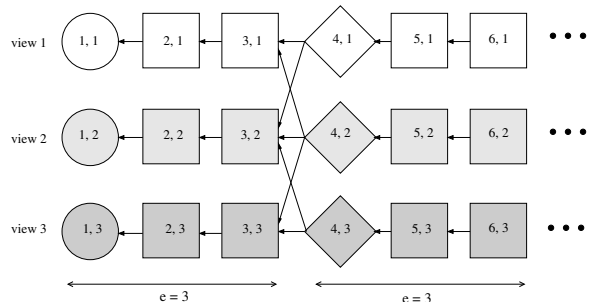 view 1 1, 1 2, 1 3, 1 4, 1 5, 1 6, 1 • • •
view 2 1, 2 2, 2 3, 2 4, 2 5, 2 6, 2 • • •
view 3 1, 3 2, 3 3, 3 4, 3 5, 3 6, 3 • • •
e = 3 e = 3